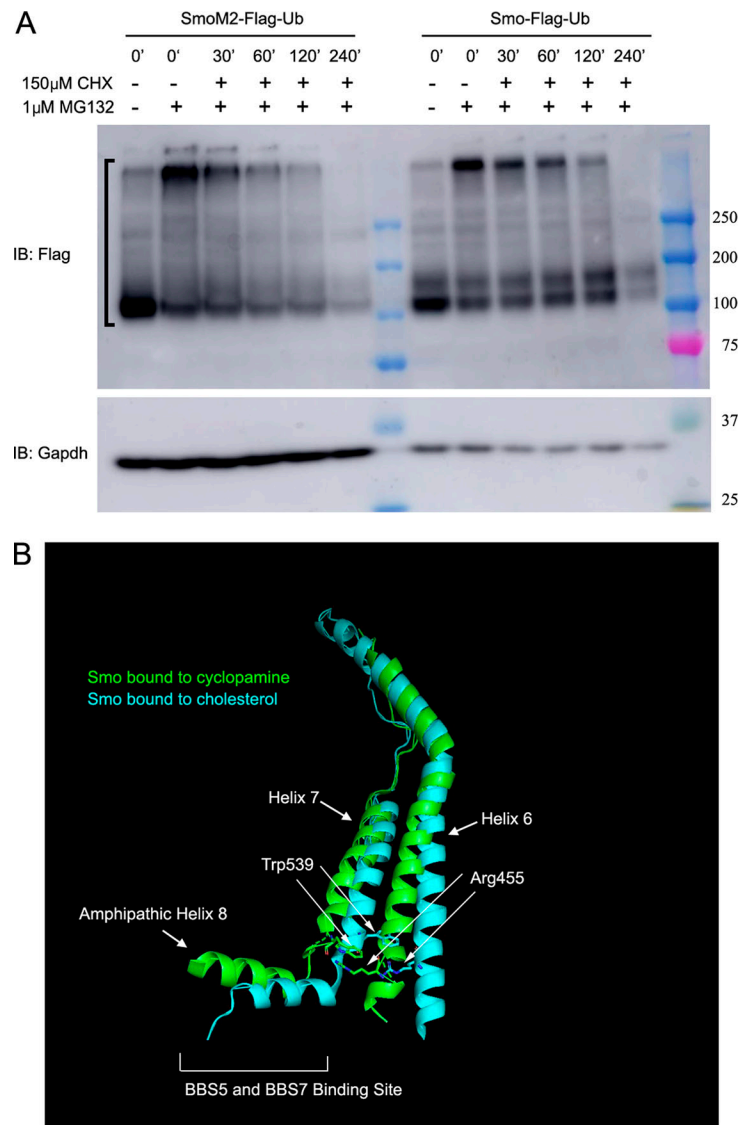 A
SmoM2-Flag-Ub Smo-Flag-Ub
0' 0' 30' 60' 120' 240' 0' 0' 30' 60' 120' 240'
150µM CHX - - + + + + - - + + + +
1µM MG132 - + + + + + - + + + + +
IB: Flag
250
200
100
75
IB: Gapdh
37
25
B
Smo bound to cyclopamine
Smo bound to cholesterol
Helix 7
Helix 6
Trp539
Arg455
Amphipathic Helix 8
BBS5 and BBS7 Binding Site